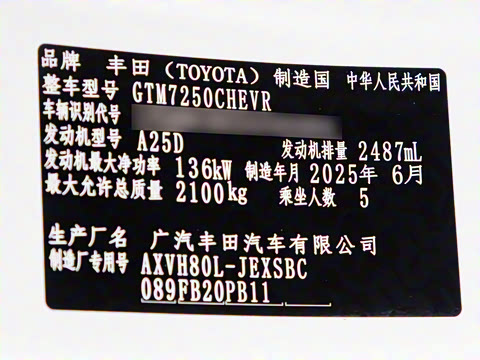 品牌 丰田（TOYOTA）制造国 中华人民共和国
整车型号 GTM7250CHEVR
车辆识别代号
发动机型号 A25D 发动机排量 2487mL
发动机最大净功率 136kW 制造年月 2025年 6月
最大允许总质量 2100kg 乘坐人数 5
生产厂名 广汽丰田汽车有限公司
制造厂专用号 AXVH80L-JEXSBC
089FB20PB11